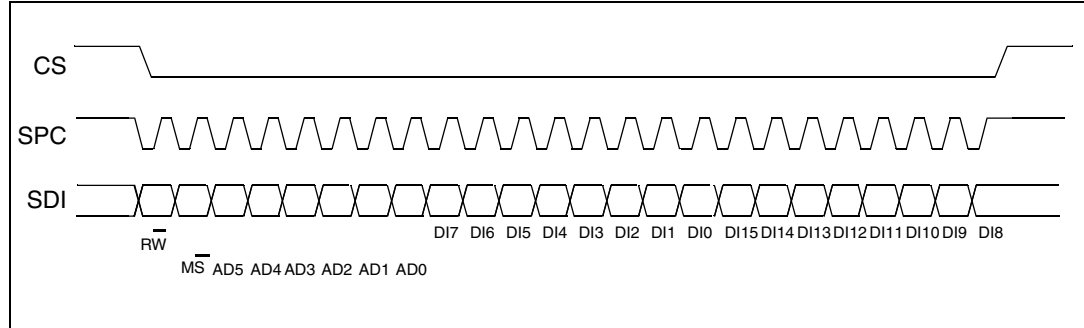 CS
SPC
SDI
DI7 DI6 DI5 DI4 DI3 DI2 DI1 DI0 DI15 DI14 DI13 DI12 DI11 DI10 DI9 DI8
RW̅
MS̅ AD5 AD4 AD3 AD2 AD1 AD0